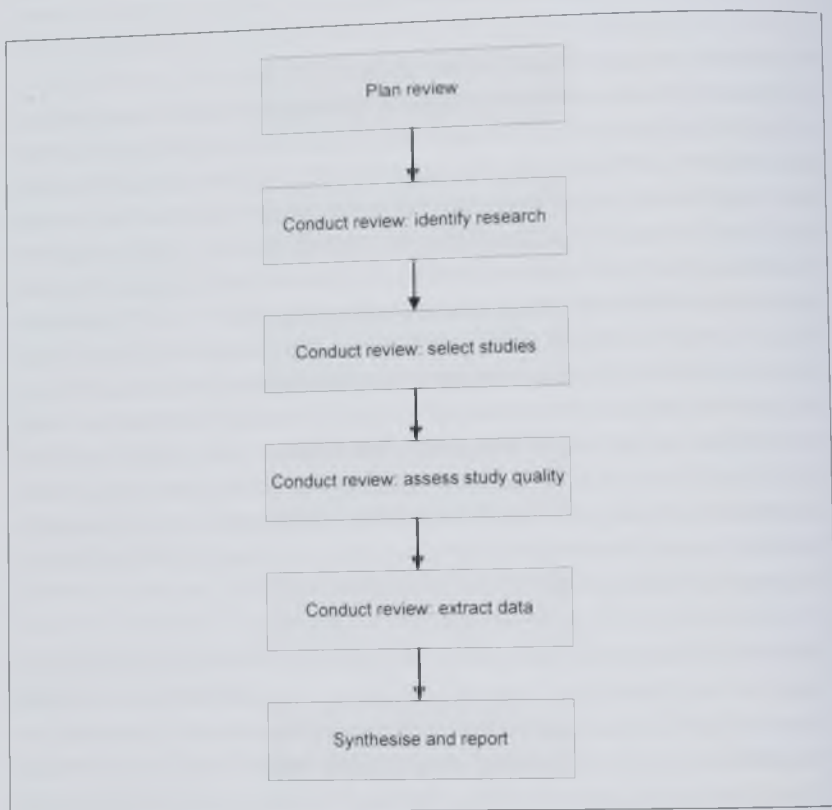 Plan review
Conduct review: identify research
Conduct review: select studies
Conduct review: assess study quality
Conduct review: extract data
Synthesise and report